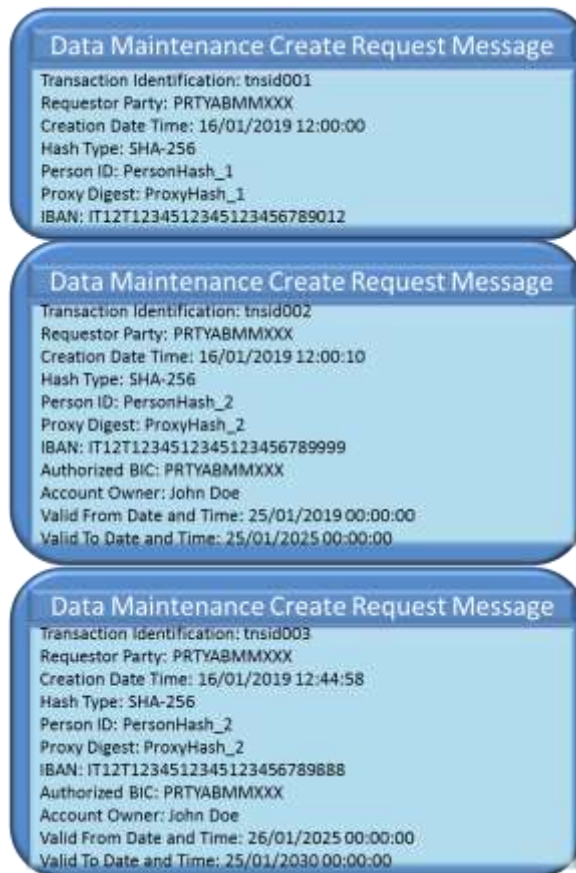 Data Maintenance Create Request Message
Transaction Identification: tnsid001
Requestor Party: PRTYABMMXXX
Creation Date Time: 16/01/2019 12:00:00
Hash Type: SHA-256
Person ID: PersonHash_1
Proxy Digest: ProxyHash_1
IBAN: IT12T1234512345123456789012
Data Maintenance Create Request Message
Transaction Identification: tnsid002
Requestor Party: PRTYABMMXXX
Creation Date Time: 16/01/2019 12:00:10
Hash Type: SHA-256
Person ID: PersonHash_2
Proxy Digest: ProxyHash_2
IBAN: IT12T1234512345123456789999
Authorized BIC: PRTYABMMXXX
Account Owner: John Doe
Valid From Date and Time: 25/01/2019 00:00:00
Valid To Date and Time: 25/01/2025 00:00:00
Data Maintenance Create Request Message
Transaction Identification: tnsid003
Requestor Party: PRTYABMMXXX
Creation Date Time: 16/01/2019 12:44:58
Hash Type: SHA-256
Person ID: PersonHash_2
Proxy Digest: ProxyHash_2
IBAN: IT12T1234512345123456789888
Authorized BIC: PRTYABMMXXX
Account Owner: John Doe
Valid From Date and Time: 26/01/2025 00:00:00
Valid To Date and Time: 25/01/2030 00:00:00